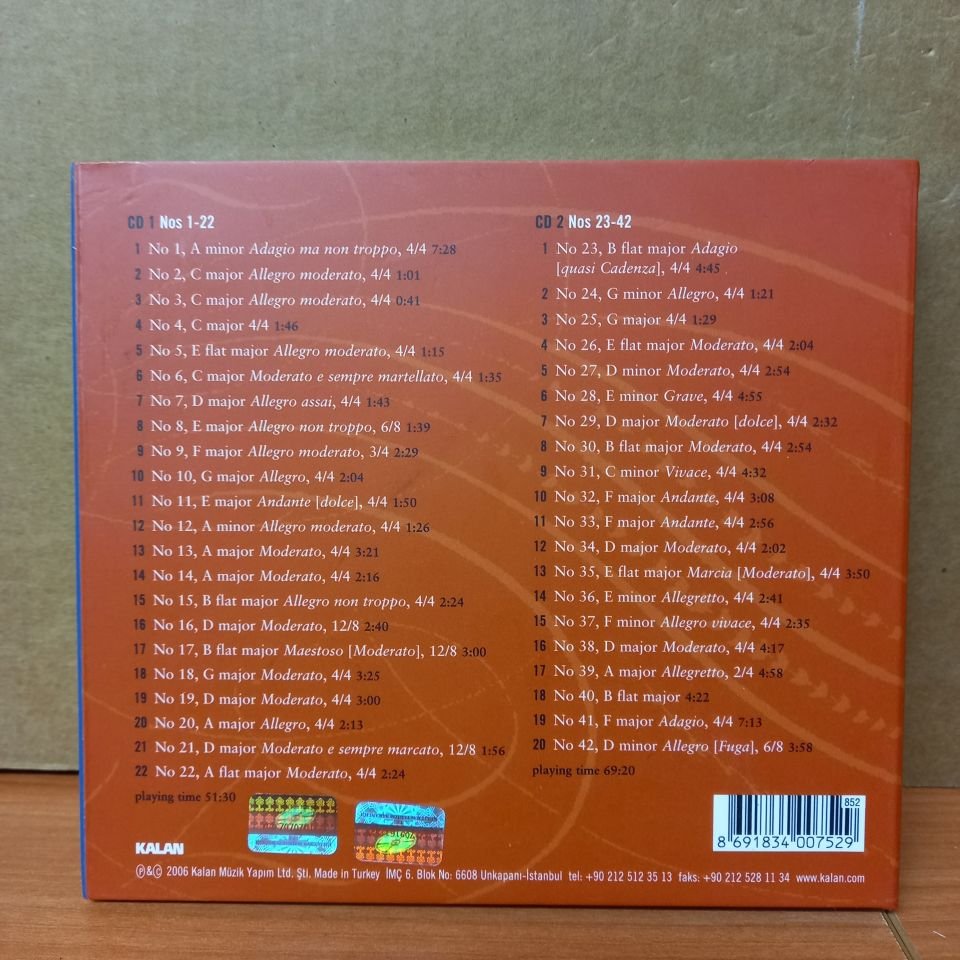 CD 1 Nos 1-22
1 No 1, A minor Adagio ma non troppo, 4/4 7:28
2 No 2, C major Allegro moderato, 4/4 1:01
3 No 3, C major Allegro moderato, 4/4 0:41
4 No 4, C major 4/4 1:46
5 No 5, E flat major Allegro moderato, 4/4 1:15
6 No 6, C major Moderato e sempre martellato, 4/4 1:35
7 No 7, D major Allegro assai, 4/4 1:43
8 No 8, E major Allegro non troppo, 6/8 1:39
9 No 9, F major Allegro moderato, 3/4 2:29
10 No 10, G major Allegro, 4/4 2:04
11 No 11, E major Andante [dolce], 4/4 1:50
12 No 12, A minor Allegro moderato, 4/4 1:26
13 No 13, A major Moderato, 4/4 3:21
14 No 14, A major Moderato, 4/4 2:16
15 No 15, B flat major Allegro non troppo, 4/4 2:24
16 No 16, D major Moderato, 12/8 2:40
17 No 17, B flat major Maestoso [Moderato], 12/8 3:00
18 No 18, G major Moderato, 4/4 3:25
19 No 19, D major Moderato, 4/4 3:00
20 No 20, A major Allegro, 4/4 2:13
21 No 21, D major Moderato e sempre marcato, 12/8 1:56
22 No 22, A flat major Moderato, 4/4 2:24
playing time 51:30
CD 2 Nos 23-42
1 No 23, B flat major Adagio
[quasi Cadenza], 4/4 4:45
2 No 24, G minor Allegro, 4/4 1:21
3 No 25, G major 4/4 1:29
4 No 26, E flat major Moderato, 4/4 2:04
5 No 27, D minor Moderato, 4/4 2:54
6 No 28, E minor Grave, 4/4 4:55
7 No 29, D major Moderato [dolce], 4/4 2:32
8 No 30, B flat major Moderato, 4/4 2:54
9 No 31, C minor Vivace, 4/4 4:32
10 No 32, F major Andante, 4/4 3:08
11 No 33, F major Andante, 4/4 2:56
12 No 34, D major Moderato, 4/4 2:02
13 No 35, E flat major Marcia [Moderato], 4/4 3:50
14 No 36, E minor Allegretto, 4/4 2:41
15 No 37, F minor Allegro vivace, 4/4 2:35
16 No 38, D major Moderato, 4/4 4:17
17 No 39, A major Allegretto, 2/4 4:58
18 No 40, B flat major 4:22
19 No 41, F major Adagio, 4/4 7:13
20 No 42, D minor Allegro [Fuga], 6/8 3:58
playing time 69:20
852
8 691834 007529
KALAN
℗&© 2006 Kalan Müzik Yapım Ltd. Şti. Made in Turkey İMÇ 6. Blok No: 6608 Unkapanı-İstanbul tel: +90 212 512 35 13 faks: +90 212 528 11 34 www.kalan.com